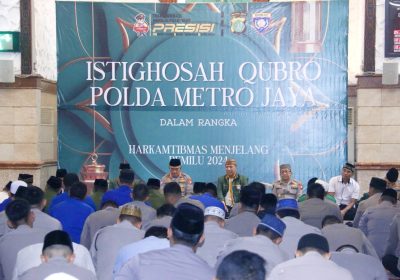 PRESISI
ISTIGHOSAH QUBRO
POLDA METRO JAYA
DALAM RANGKA
HARKAMTIBMAS MENJELANG
PEMILU 2024